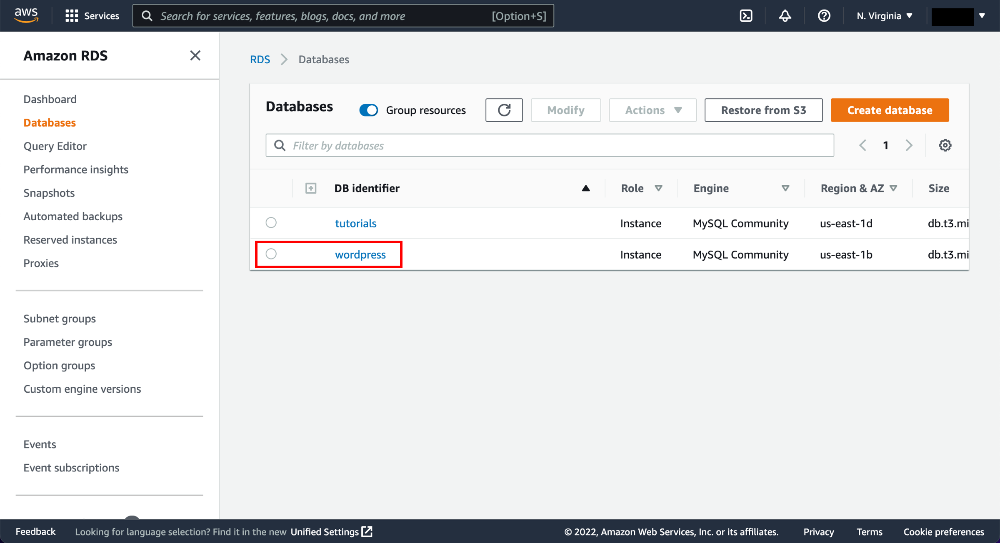 aws Services Search for services, features, blogs, docs, and more [Option+S] N. Virginia
Amazon RDS
Dashboard
Databases
Query Editor
Performance insights
Snapshots
Automated backups
Reserved instances
Proxies
Subnet groups
Parameter groups
Option groups
Custom engine versions
Events
Event subscriptions
RDS Databases
Databases Group resources Modify Actions Restore from S3 Create database
Filter by databases 1
DB identifier Role Engine Region & AZ Size
tutorials Instance MySQL Community us-east-1d db.t3.mi
wordpress Instance MySQL Community us-east-1b db.t3.mi
Feedback Looking for language selection? Find it in the new Unified Settings © 2022, Amazon Web Services, Inc. or its affiliates. Privacy Terms Cookie preferences